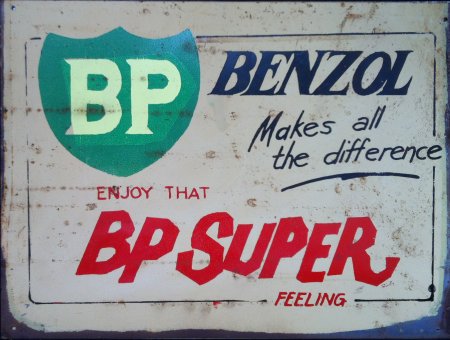 BP
BENZOL
Makes all
the difference
ENJOY THAT
BP SUPER
FEELING